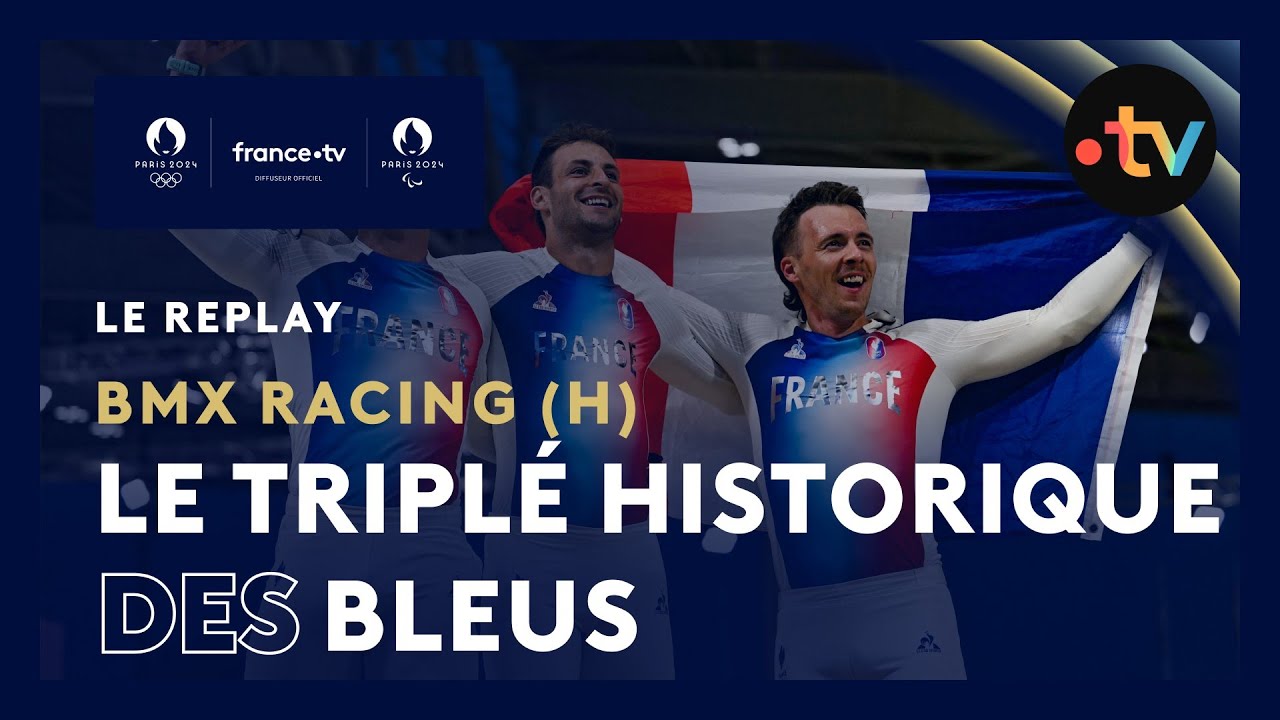 PARIS 2024
france•tv
DIFFUSEUR OFFICIEL
PARIS 2024
•tv
LE REPLAY
BMX RACING (H)
LE TRIPLÉ HISTORIQUE
DES BLEUS
FRANCE
FRANCE
FRANCE